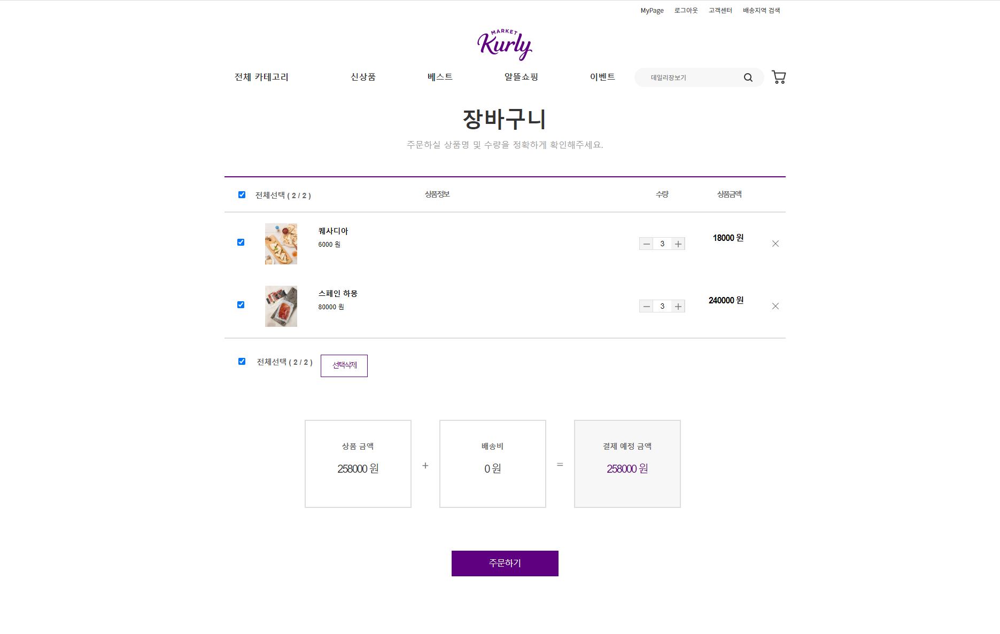 MyPage 로그아웃 고객센터 배송지역 검색
MARKET
Kurly
전체 카테고리 신상품 베스트 알뜰쇼핑 이벤트 데일리장보기
장바구니
주문하실 상품명 및 수량을 정확하게 확인해주세요.
전체선택 ( 2 / 2 ) 상품정보 수량 상품금액
퀘사디아
6000 원
3
18000 원
스페인 하몽
80000 원
3
240000 원
전체선택 ( 2 / 2 ) 선택삭제
상품 금액
258000 원
+
배송비
0 원
=
결제 예정 금액
258000 원
주문하기